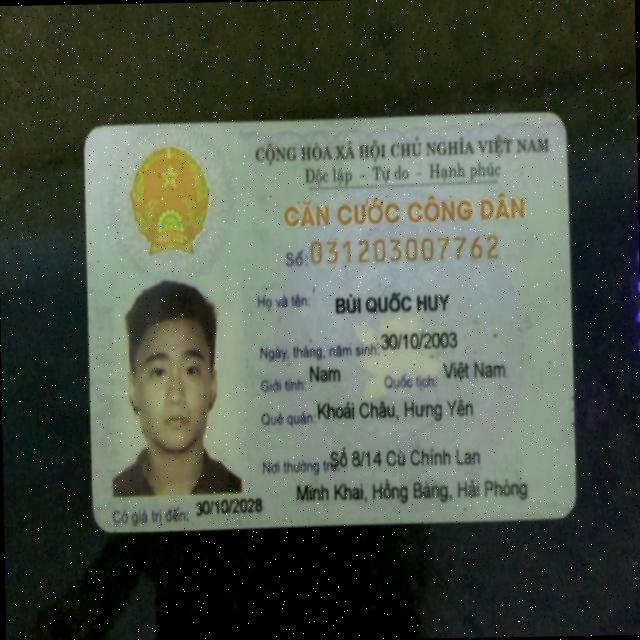 CỘNG HÒA XÃ HỘI CHỦ NGHĨA VIỆT NAM
Độc lập - Tự do - Hạnh phúc
CĂN CƯỚC CÔNG DÂN
Số: 031203007762
Họ và tên: BÙI QUỐC HUY
Ngày, tháng, năm sinh: 30/10/2003
Giới tính: Nam Quốc tịch: Việt Nam
Quê quán: Khoái Châu, Hưng Yên
Nơi thường trú: Số 8/14 Cù Chính Lan
Minh Khai, Hồng Bàng, Hải Phòng
Có giá trị đến: 30/10/2028